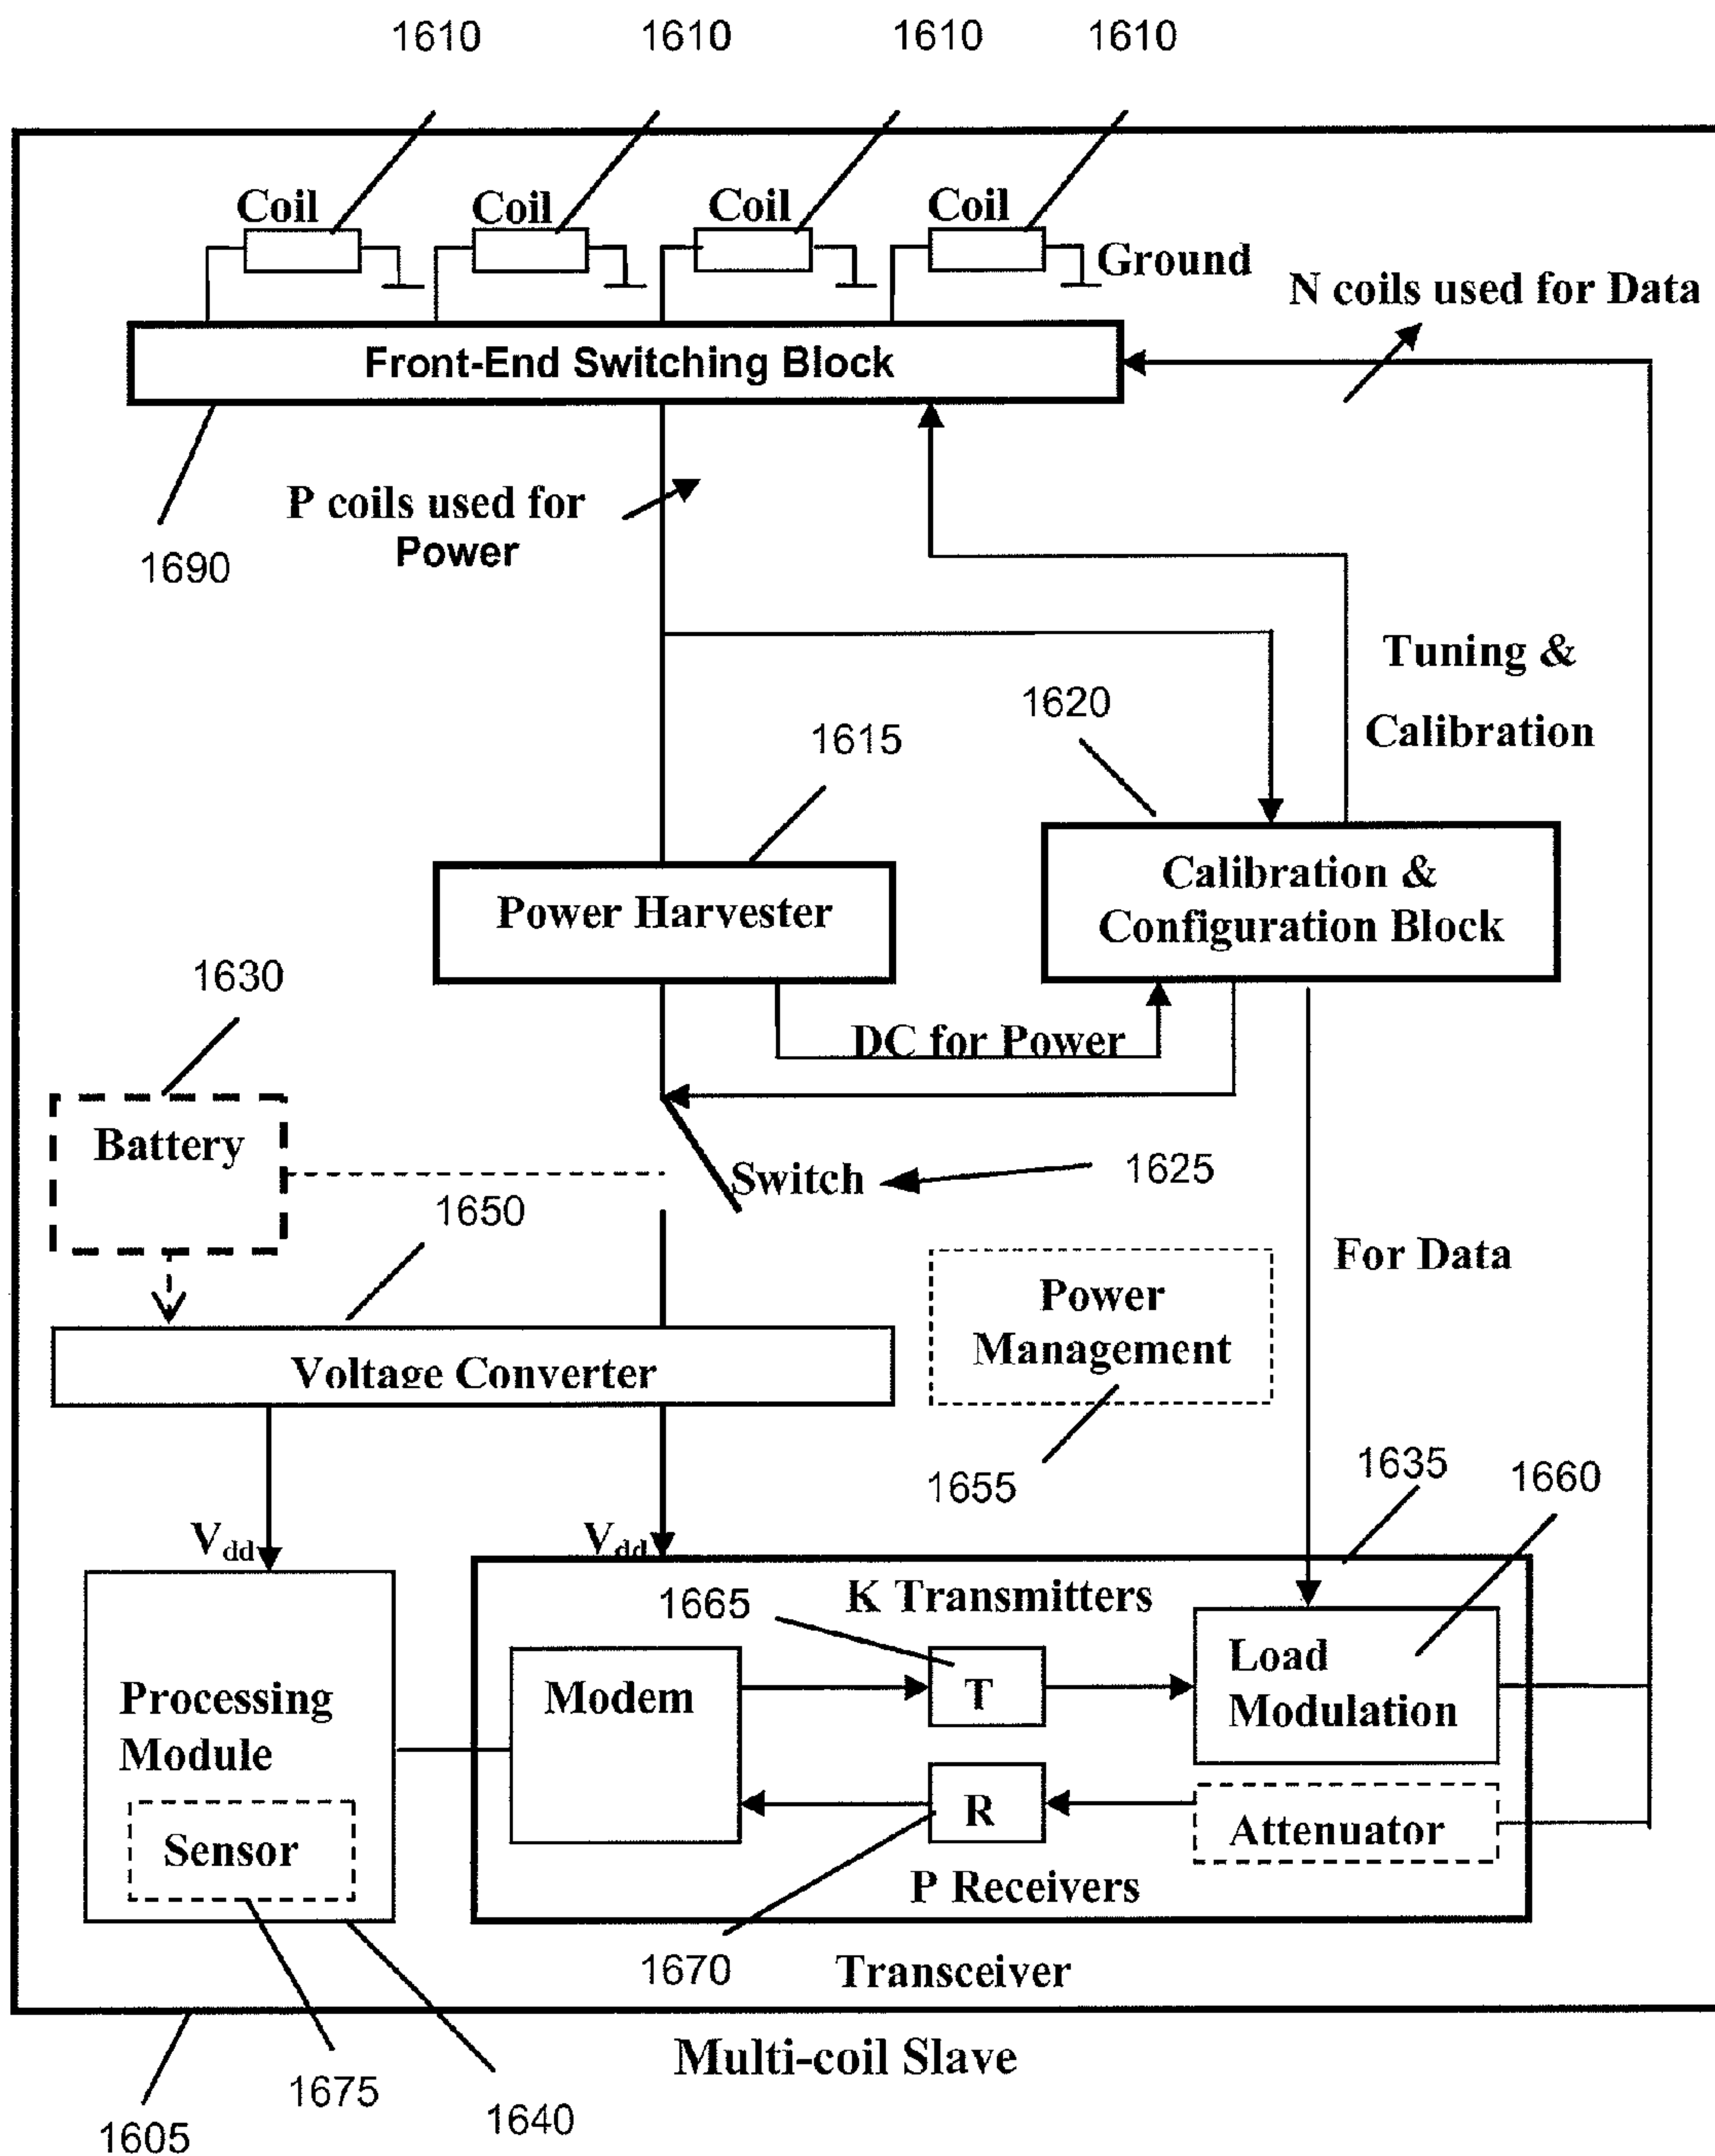 1610 1610 1610 1610
Coil Coil Coil Coil
Ground
N coils used for Data
Front-End Switching Block
P coils used for
Power
1690
Tuning &
Calibration
1620
1615
Calibration &
Configuration Block
Power Harvester
1630
DC for Power
Battery
Switch
1625
1650
For Data
Power
Management
Voltage Converter
1655
1635
1660
Vdd
Vdd
K Transmitters
1665
Load
Modulation
T
Modem
Processing
Module
R
Attenuator
Sensor
P Receivers
1670
Transceiver
Multi-coil Slave
1675
1640
1605